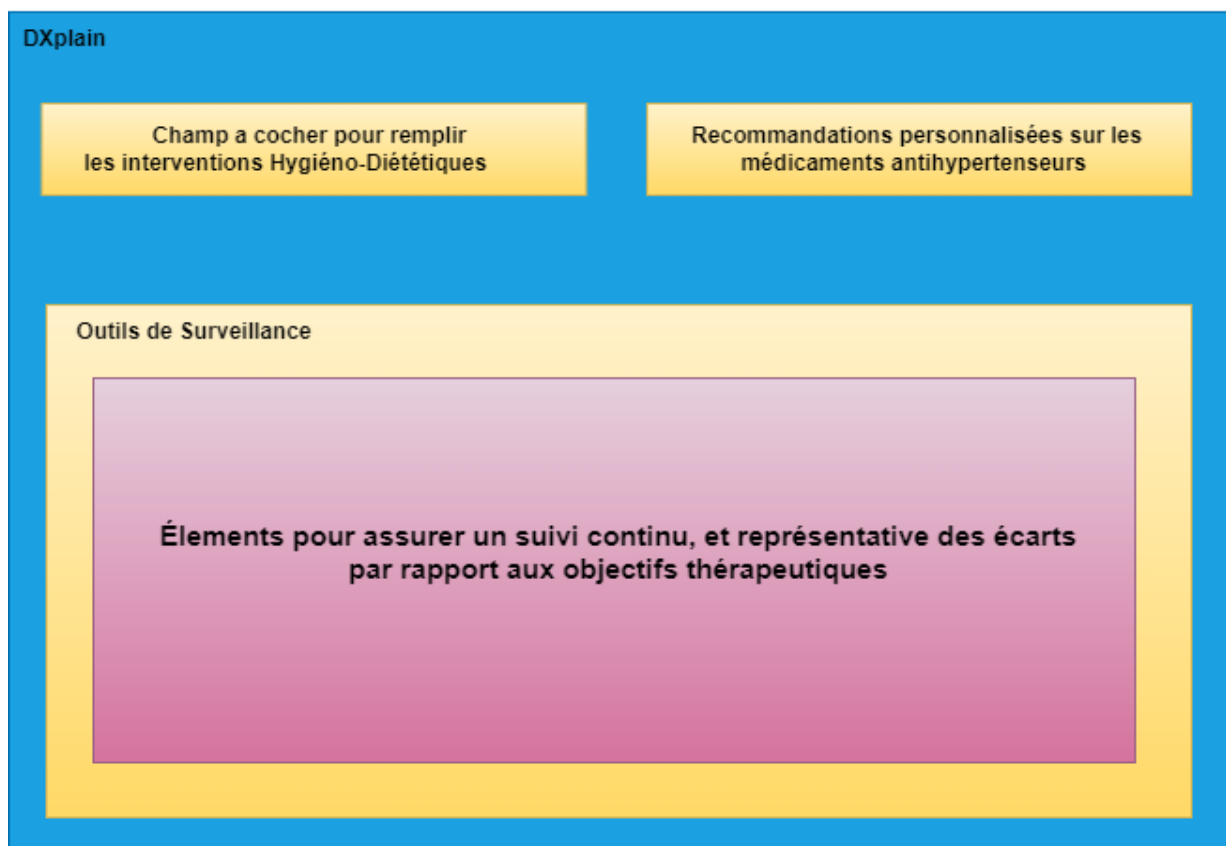 DXplain
Champ a cocher pour remplir
les interventions Hygiéno-Diététiques
Recommandations personnalisées sur les
médicaments antihypertenseurs
Outils de Surveillance
Élements pour assurer un suivi continu, et représentative des écarts
par rapport aux objectifs thérapeutiques